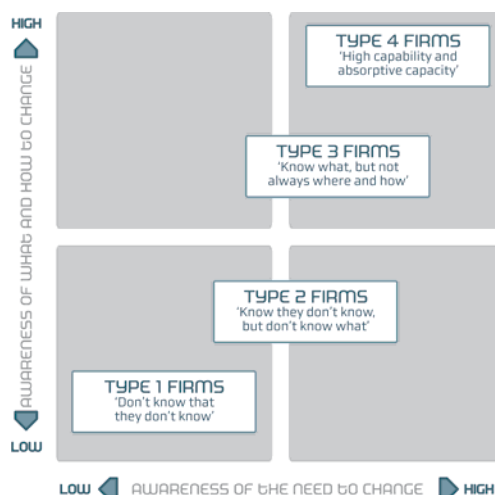 HIGH
TYPE 4 FIRMS
'High capability and
absorptive capacity'
TYPE 3 FIRMS
'Know what, but not
always where and how'
AWARENESS OF WHAT AND HOW TO CHANGE
TYPE 2 FIRMS
'Know they don't know,
but don't know what'
TYPE 1 FIRMS
'Don't know that
they don't know'
LOW
LOW AWARENESS OF THE NEED TO CHANGE HIGH